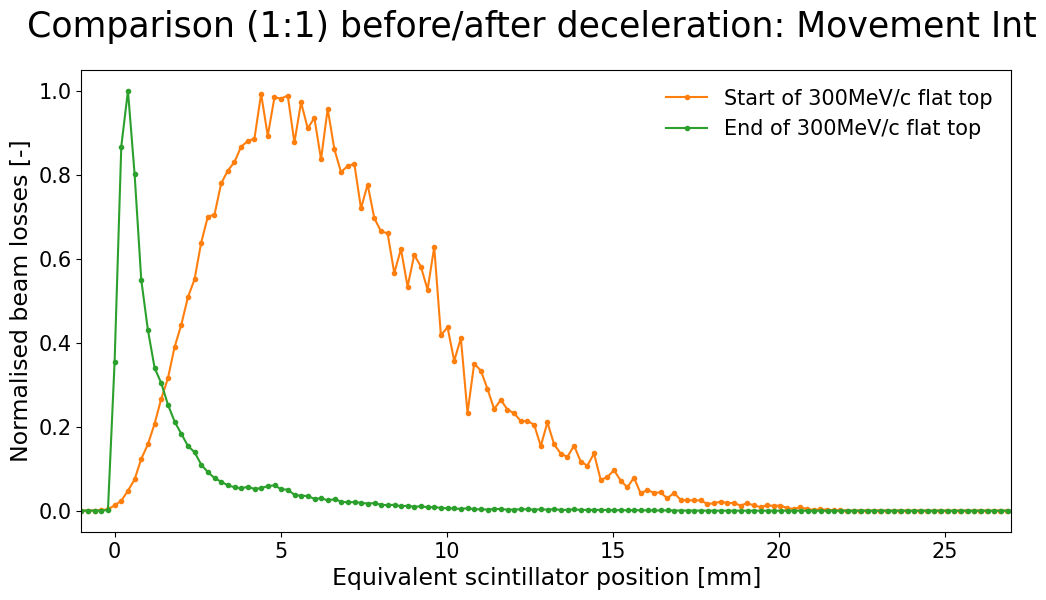 Comparison (1:1) before/after deceleration: Movement Int
Start of 300MeV/c flat top
End of 300MeV/c flat top
Normalised beam losses [-]
1.0
0.8
0.6
0.4
0.2
0.0
0 5 10 15 20 25
Equivalent scintillator position [mm]